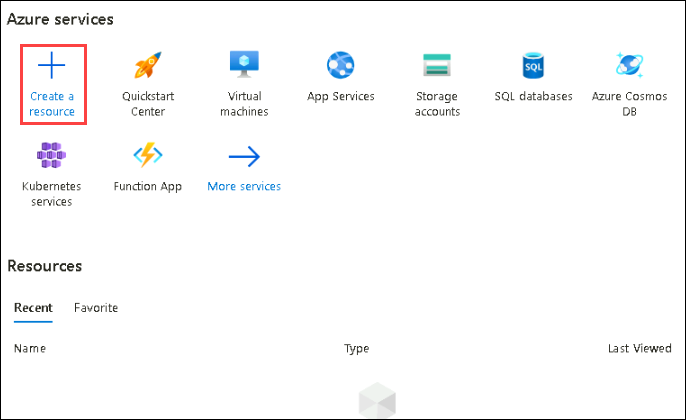 Azure services
Create a resource
Quickstart Center
Virtual machines
App Services
Storage accounts
SQL
SQL databases
Azure Cosmos DB
Kubernetes services
Function App
More services
Resources
Recent Favorite
Name Type Last Viewed